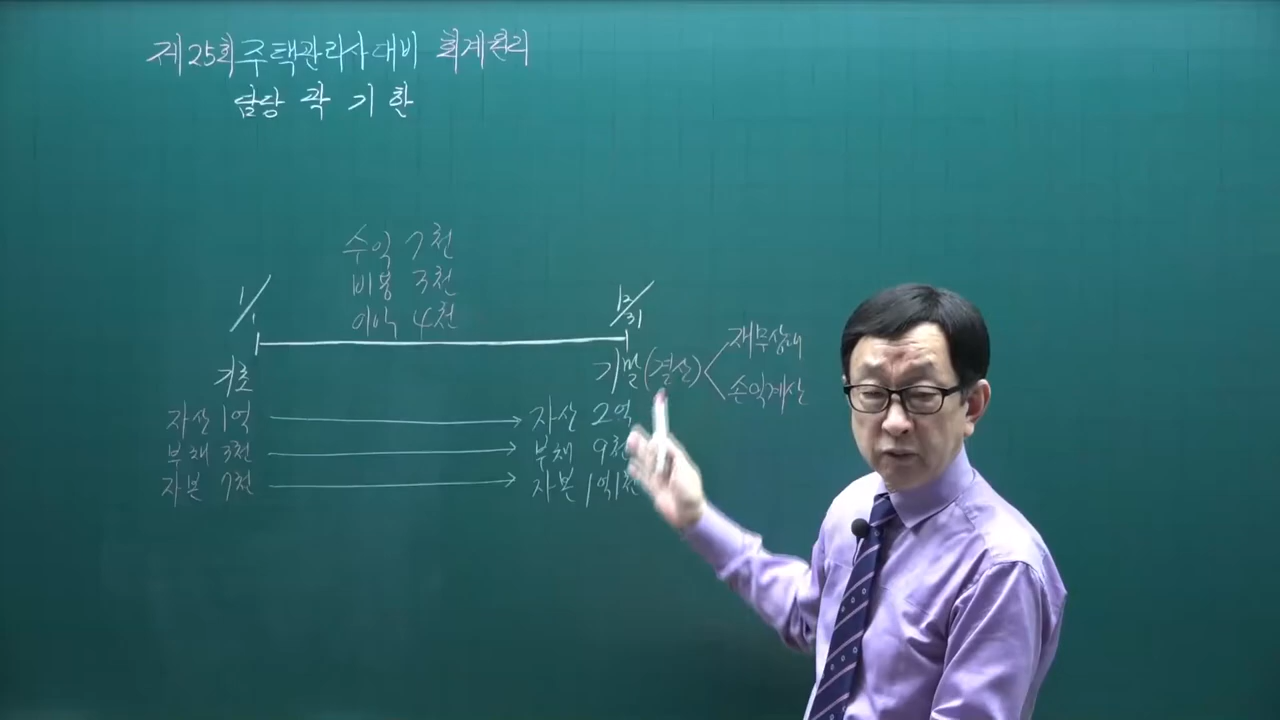 제25회 주택관리사대비 회계원리
담당 곽기환
수익 7천
비용 3천
이익 4천
1/1
12/31
기초
기말(결산)
재무상태
손익계산
자산 1억
자산 2억
부채 3천
부채 9천
자본 7천
자본 1억1천